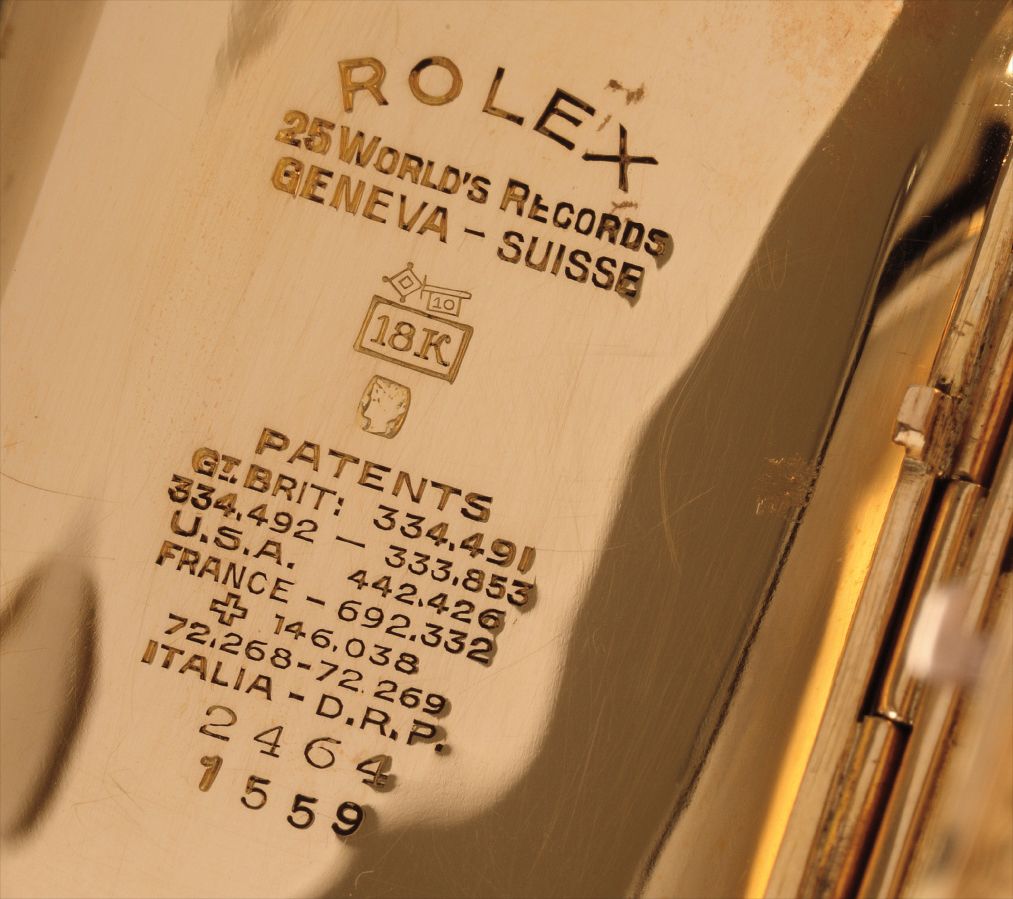 ROLEX
25 WORLD'S RECORDS
GENEVA - SUISSE
10
18K
PATENTS
GT. BRIT: 334.491
334.492 — 333.853
U.S.A. 442.426
FRANCE - 692.332
146.038
72.268-72.269
ITALIA - D.R.P.
2464
1559